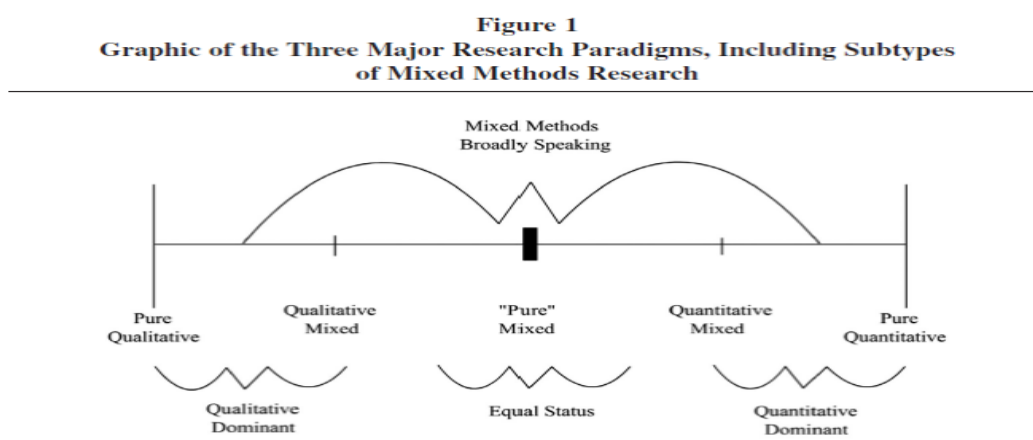 Figure 1
Graphic of the Three Major Research Paradigms, Including Subtypes
of Mixed Methods Research
Mixed Methods
Broadly Speaking
Pure
Qualitative
Qualitative
Mixed
"Pure"
Mixed
Quantitative
Mixed
Pure
Quantitative
Qualitative
Dominant
Equal Status
Quantitative
Dominant